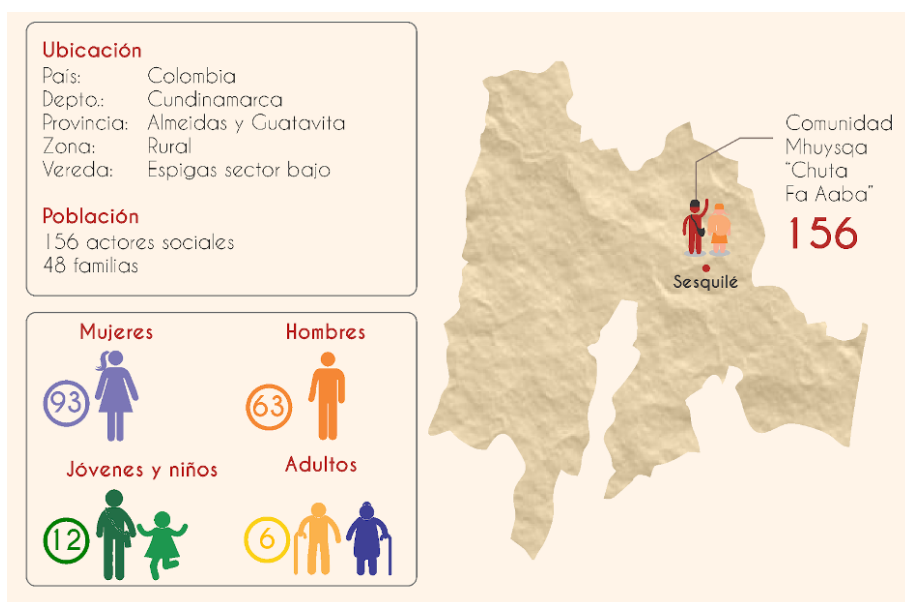 Ubicación
País: Colombia
Depto.: Cundinamarca
Provincia: Almeidas y Guatavita
Zona: Rural
Vereda: Espigas sector bajo
Población
156 actores sociales
48 familias
Mujeres
93
Hombres
63
Jóvenes y niños
12
Adultos
6
Comunidad
Mhuysqa
"Chuta
Fa Aaba"
156
Sesquilé